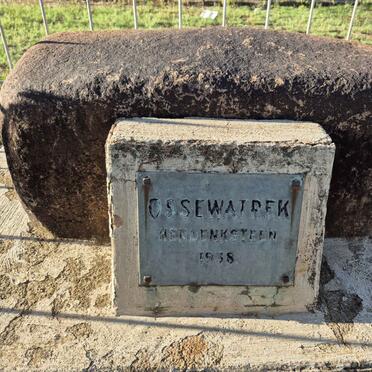 OSSEWATREK
GEDENKSTEEN
1938